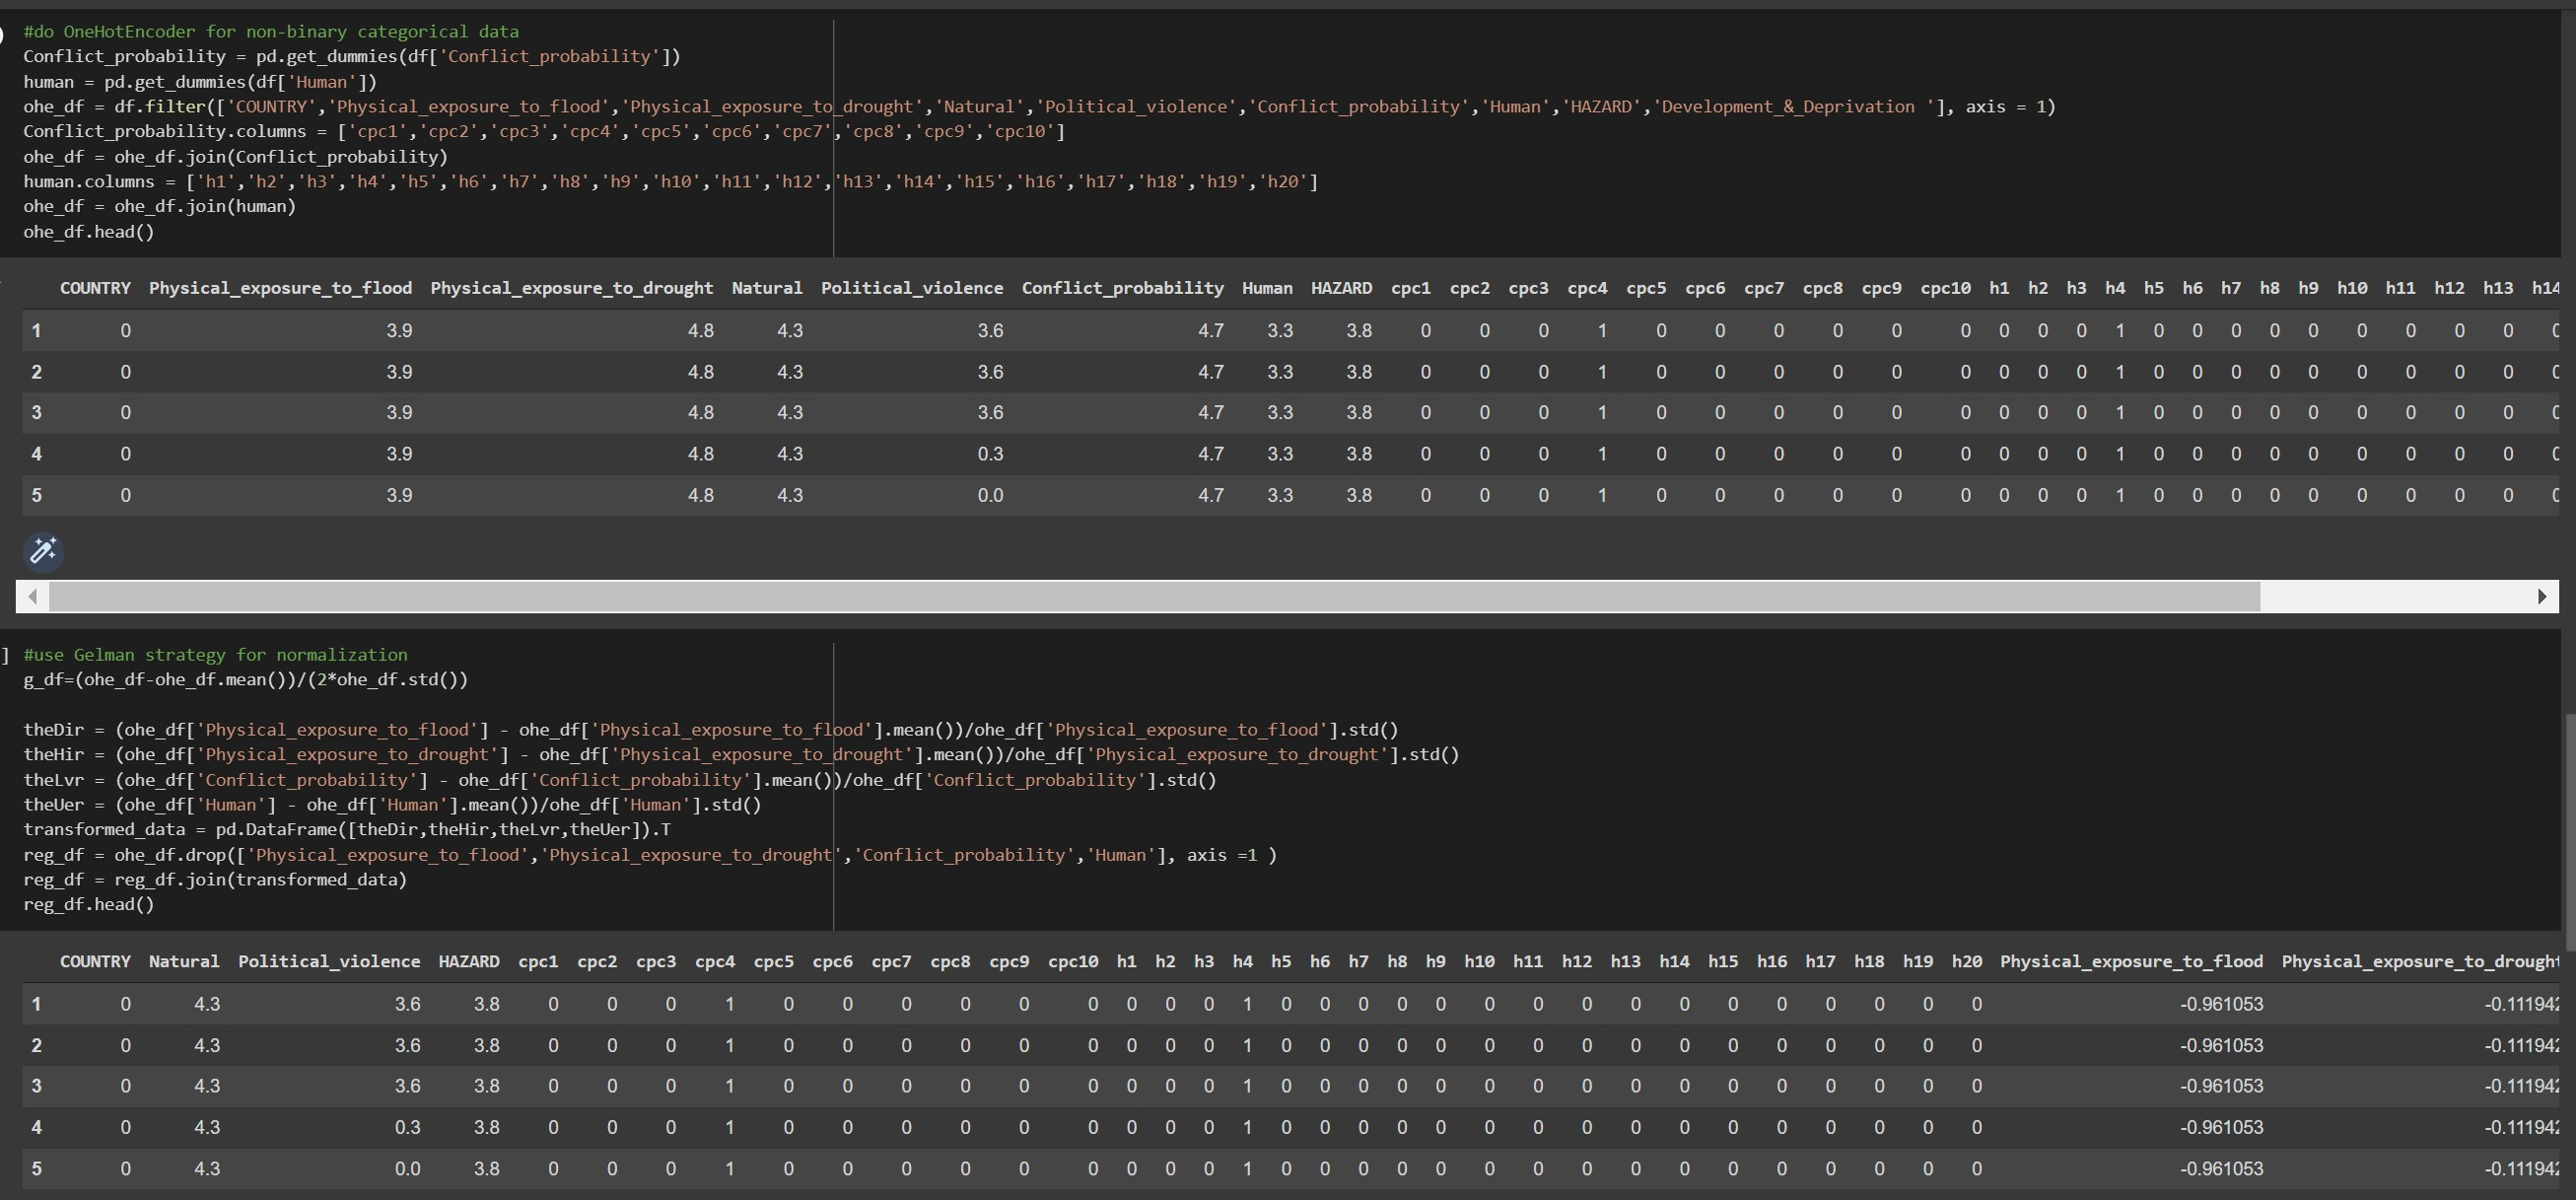 #do OneHotEncoder for non-binary categorical data
Conflict_probability = pd.get_dummies(df['Conflict_probability'])
human = pd.get_dummies(df['Human'])
ohe_df = df.filter(['COUNTRY','Physical_exposure_to_flood','Physical_exposure_to_drought','Natural','Political_violence','Conflict_probability','Human','HAZARD','Development_&_Deprivation '], axis = 1)
Conflict_probability.columns = ['cpc1','cpc2','cpc3','cpc4','cpc5','cpc6','cpc7','cpc8','cpc9','cpc10']
ohe_df = ohe_df.join(Conflict_probability)
human.columns = ['h1','h2','h3','h4','h5','h6','h7','h8','h9','h10','h11','h12','h13','h14','h15','h16','h17','h18','h19','h20']
ohe_df = ohe_df.join(human)
ohe_df.head()
COUNTRY Physical_exposure_to_flood Physical_exposure_to_drought Natural Political_violence Conflict_probability Human HAZARD cpc1 cpc2 cpc3 cpc4 cpc5 cpc6 cpc7 cpc8 cpc9 cpc10 h1 h2 h3 h4 h5 h6 h7 h8 h9 h10 h11 h12 h13 h14
1 0 3.9 4.8 4.3 3.6 4.7 3.3 3.8 0 0 0 1 0 0 0 0 0 0 0 0 0 1 0 0 0 0 0 0 0 0 0 0
2 0 3.9 4.8 4.3 3.6 4.7 3.3 3.8 0 0 0 1 0 0 0 0 0 0 0 0 0 1 0 0 0 0 0 0 0 0 0 0
3 0 3.9 4.8 4.3 3.6 4.7 3.3 3.8 0 0 0 1 0 0 0 0 0 0 0 0 0 1 0 0 0 0 0 0 0 0 0 0
4 0 3.9 4.8 4.3 0.3 4.7 3.3 3.8 0 0 0 1 0 0 0 0 0 0 0 0 0 1 0 0 0 0 0 0 0 0 0 0
5 0 3.9 4.8 4.3 0.0 4.7 3.3 3.8 0 0 0 1 0 0 0 0 0 0 0 0 0 1 0 0 0 0 0 0 0 0 0 0
] #use Gelman strategy for normalization
g_df=(ohe_df-ohe_df.mean())/(2*ohe_df.std())
theDir = (ohe_df['Physical_exposure_to_flood'] - ohe_df['Physical_exposure_to_flood'].mean())/ohe_df['Physical_exposure_to_flood'].std()
theHir = (ohe_df['Physical_exposure_to_drought'] - ohe_df['Physical_exposure_to_drought'].mean())/ohe_df['Physical_exposure_to_drought'].std()
theLvr = (ohe_df['Conflict_probability'] - ohe_df['Conflict_probability'].mean())/ohe_df['Conflict_probability'].std()
theUer = (ohe_df['Human'] - ohe_df['Human'].mean())/ohe_df['Human'].std()
transformed_data = pd.DataFrame([theDir,theHir,theLvr,theUer]).T
reg_df = ohe_df.drop(['Physical_exposure_to_flood','Physical_exposure_to_drought','Conflict_probability','Human'], axis =1 )
reg_df = reg_df.join(transformed_data)
reg_df.head()
COUNTRY Natural Political_violence HAZARD cpc1 cpc2 cpc3 cpc4 cpc5 cpc6 cpc7 cpc8 cpc9 cpc10 h1 h2 h3 h4 h5 h6 h7 h8 h9 h10 h11 h12 h13 h14 h15 h16 h17 h18 h19 h20 Physical_exposure_to_flood Physical_exposure_to_drought
1 0 4.3 3.6 3.8 0 0 0 1 0 0 0 0 0 0 0 0 0 1 0 0 0 0 0 0 0 0 0 0 0 0 0 0 0 0 -0.961053 -0.111942
2 0 4.3 3.6 3.8 0 0 0 1 0 0 0 0 0 0 0 0 0 1 0 0 0 0 0 0 0 0 0 0 0 0 0 0 0 0 -0.961053 -0.111942
3 0 4.3 3.6 3.8 0 0 0 1 0 0 0 0 0 0 0 0 0 1 0 0 0 0 0 0 0 0 0 0 0 0 0 0 0 0 -0.961053 -0.111942
4 0 4.3 0.3 3.8 0 0 0 1 0 0 0 0 0 0 0 0 0 1 0 0 0 0 0 0 0 0 0 0 0 0 0 0 0 0 -0.961053 -0.111942
5 0 4.3 0.0 3.8 0 0 0 1 0 0 0 0 0 0 0 0 0 1 0 0 0 0 0 0 0 0 0 0 0 0 0 0 0 0 -0.961053 -0.111942